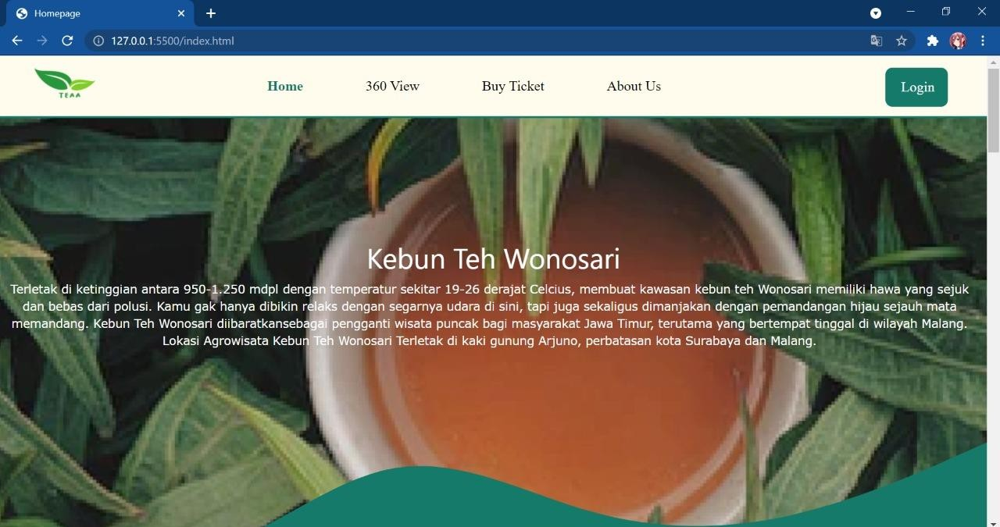 Homepage
127.0.0.1:5500/index.html
TEAA
Home
360 View
Buy Ticket
About Us
Login
Kebun Teh Wonosari
Terletak di ketinggian antara 950-1.250 mdpl dengan temperatur sekitar 19-26 derajat Celcius, membuat kawasan kebun teh Wonosari memiliki hawa yang sejuk
dan bebas dari polusi. Kamu gak hanya dibikin relaks dengan segarnya udara di sini, tapi juga sekaligus dimanjakan dengan pemandangan hijau sejauh mata
memandang. Kebun Teh Wonosari diibaratkansebagai pengganti wisata puncak bagi masyarakat Jawa Timur, terutama yang bertempat tinggal di wilayah Malang.
Lokasi Agrowisata Kebun Teh Wonosari Terletak di kaki gunung Arjuno, perbatasan kota Surabaya dan Malang.